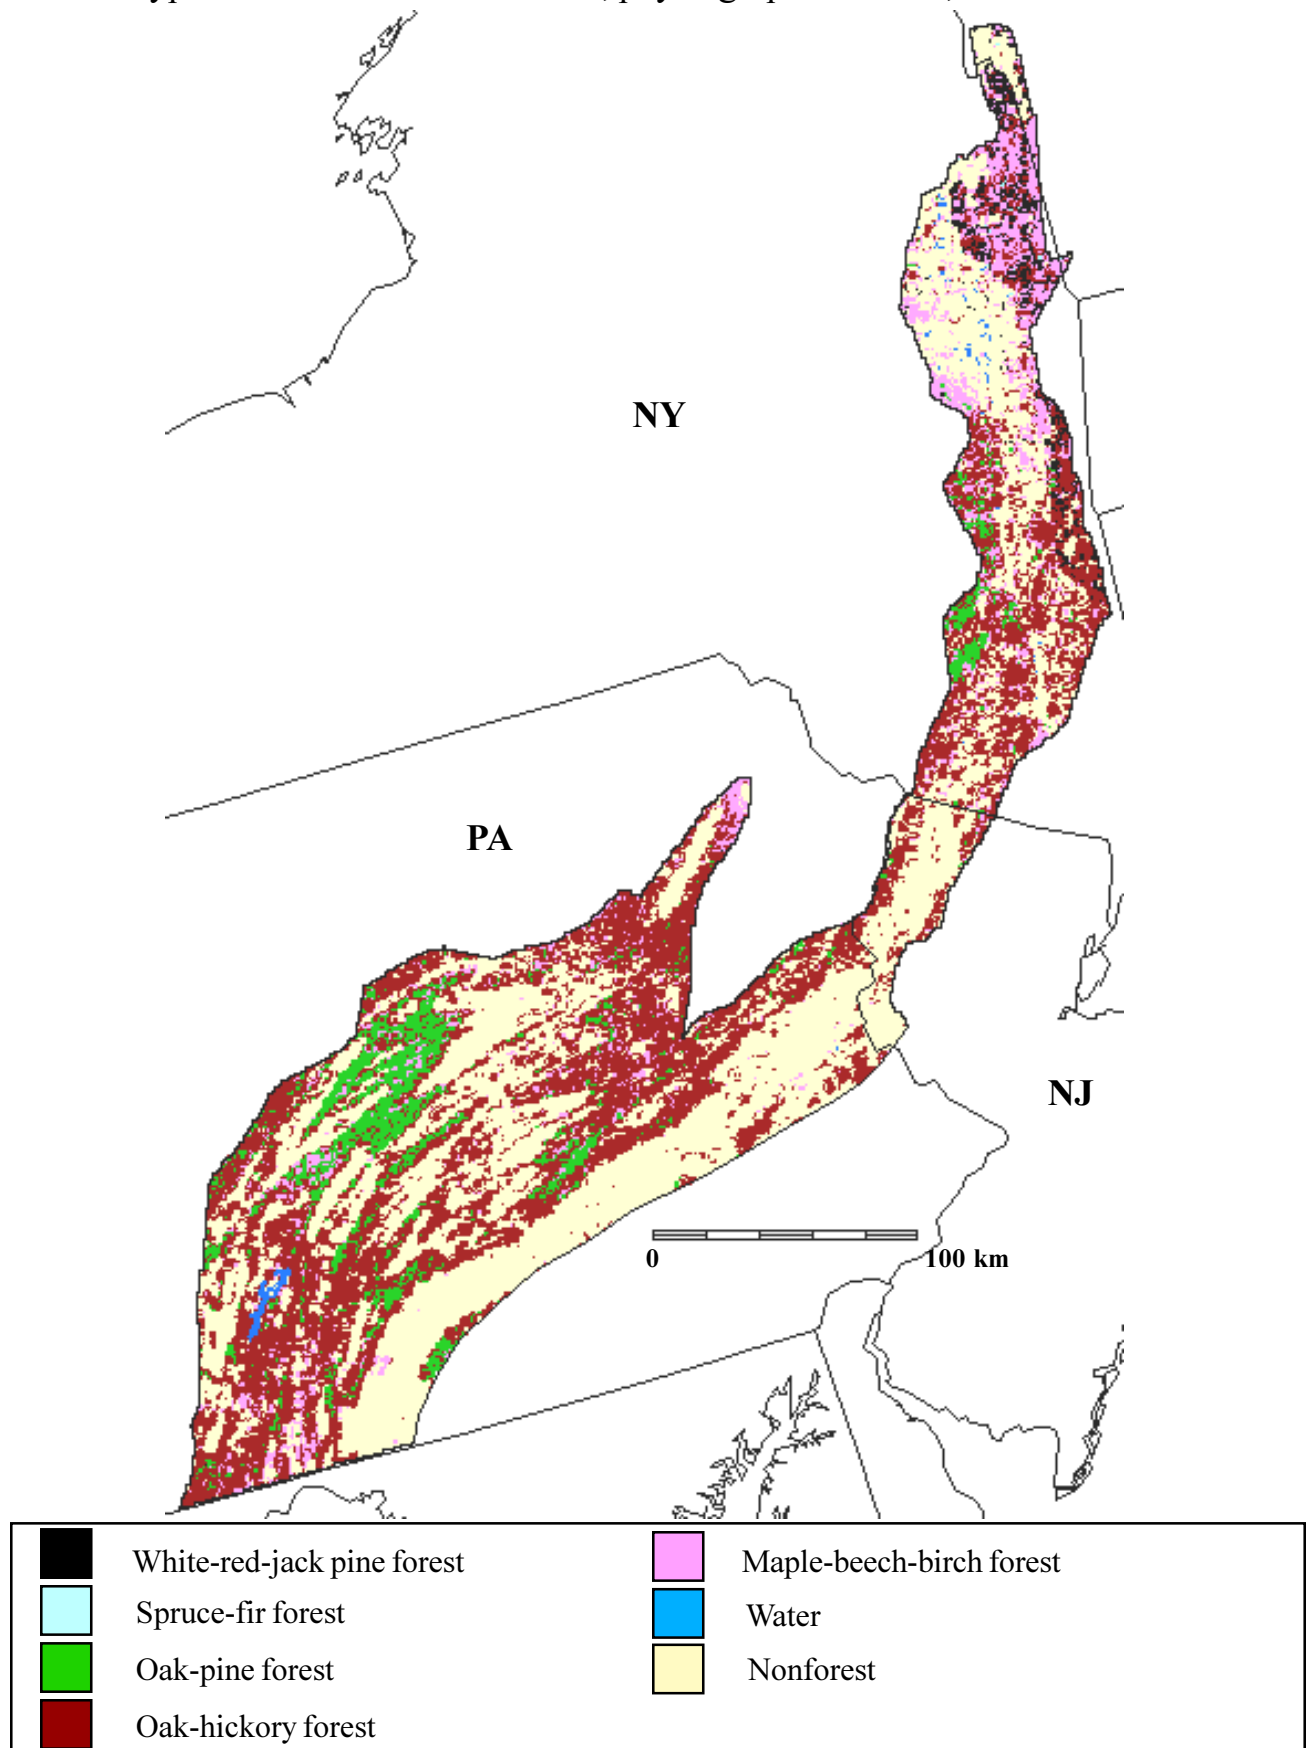 NY
PA
NJ
0 100 km
White-red-jack pine forest
Maple-beech-birch forest
Spruce-fir forest
Water
Oak-pine forest
Nonforest
Oak-hickory forest